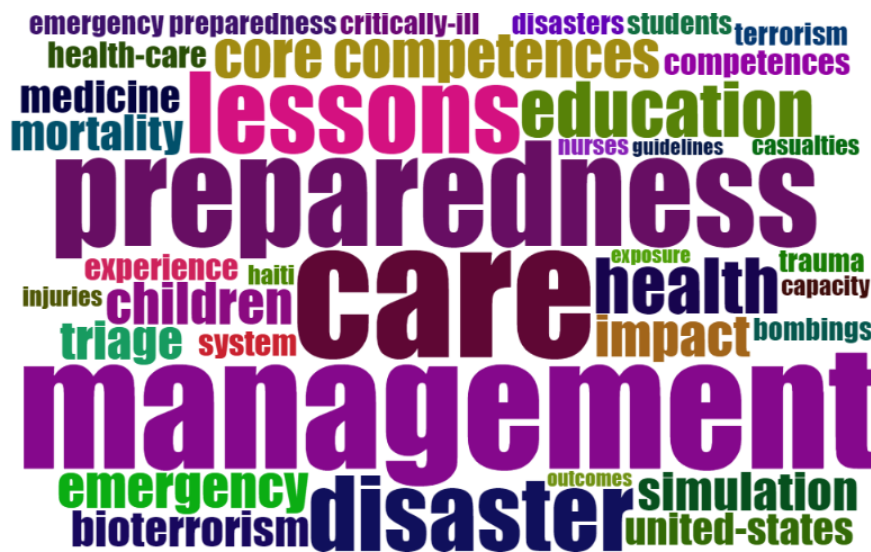 emergency preparedness critically-ill disasters students terrorism
health-care core competences competences
medicine lessons education
mortality nurses guidelines casualties
preparedness
experience haiti care exposure health trauma
injuries children capacity
triage system impact bombings
management
emergency disaster outcomes simulation
bioterrorism united-states